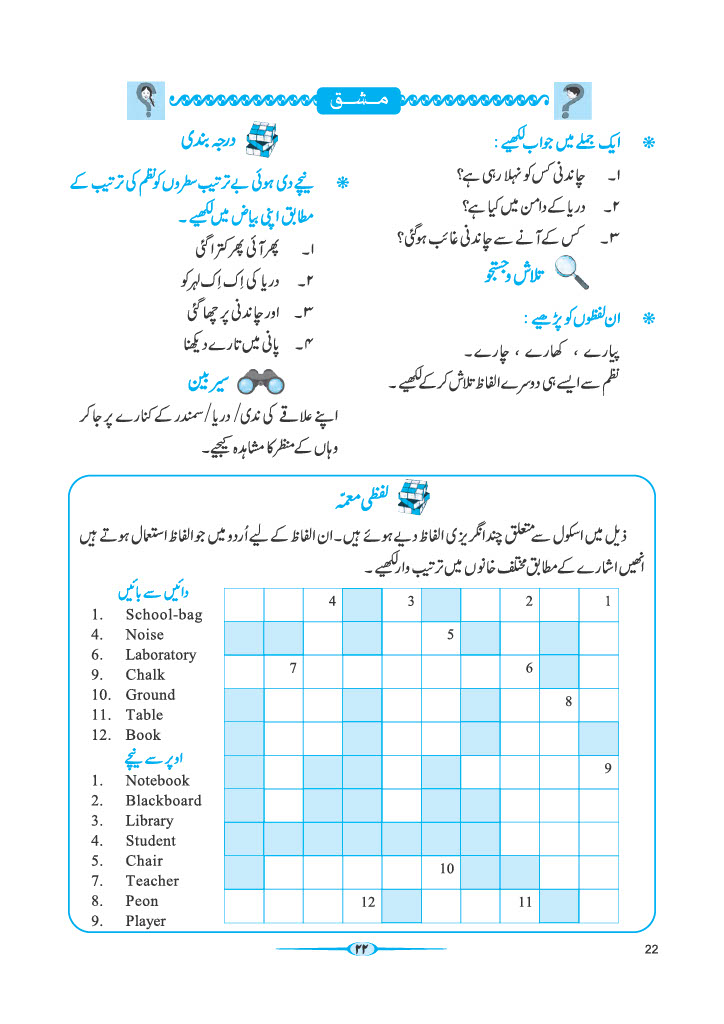 مشق
ایک جملے میں جواب لکھیے :
۱۔ چاندنی کس کو نہلا رہی ہے؟
۲۔ دریا کے دامن میں کیا ہے؟
۳۔ کس کے آنے سے چاندنی غائب ہوگئی؟
تلاش و جستجو
ان لفظوں کو پڑھیے :
پیارے ، کھارے ، چارے ۔
نظم سے ایسے ہی دوسرے الفاظ تلاش کرکے لکھیے ۔
درجہ بندی
نیچے دی ہوئی بے ترتیب سطروں کو نظم کی ترتیب کے
مطابق اپنی بیاض میں لکھیے ۔
۱۔ پھر آئی پھر کترا گئی
۲۔ دریا کی اِک اِک لہر کو
۳۔ اور چاندنی پر چھا گئی
۴۔ پانی میں تارے دیکھنا
سیربین
اپنے علاقے کی ندی/ دریا/سمندر کے کنارے پر جاکر
وہاں کے منظر کا مشاہدہ کیجیے۔
لفظی معمّہ
ذیل میں اسکول سے متعلق چند انگریزی الفاظ دیے ہوئے ہیں۔ ان الفاظ کے لیے اُردو میں جو الفاظ استعمال ہوتے ہیں
انھیں اشارے کے مطابق مختلف خانوں میں ترتیب وار لکھیے ۔
دائیں سے بائیں
1. School-bag
4. Noise
6. Laboratory
9. Chalk
10. Ground
11. Table
12. Book
اوپر سے نیچے
1. Notebook
2. Blackboard
3. Library
4. Student
5. Chair
7. Teacher
8. Peon
9. Player
4 3 2 1
5
7 6
8
9
10
12 11
۲۲
22